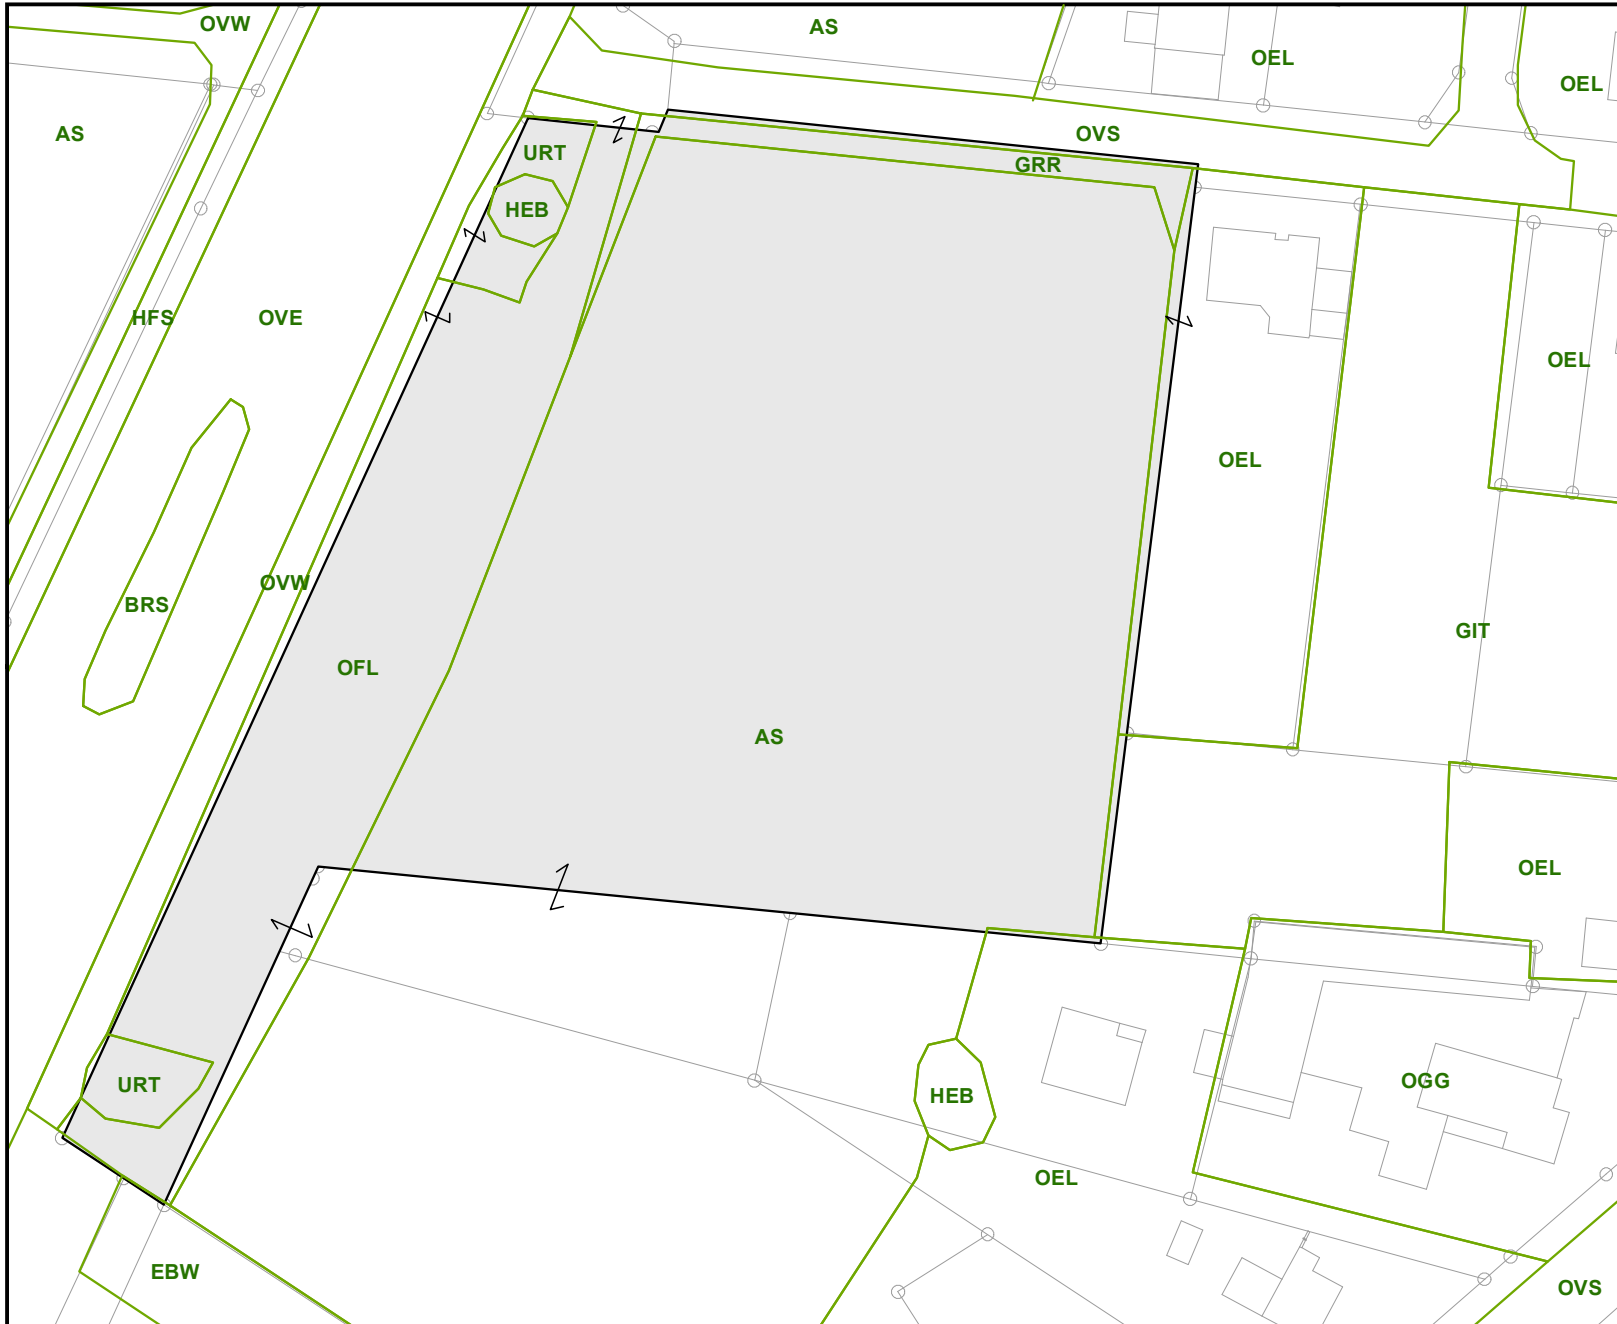 OVW
AS
OEL
OEL
AS
OVS
URT
GRR
HEB
HFS
OVE
OEL
OEL
OVW
BRS
GIT
OFL
AS
OEL
URT
OGG
HEB
OEL
EBW
OVS